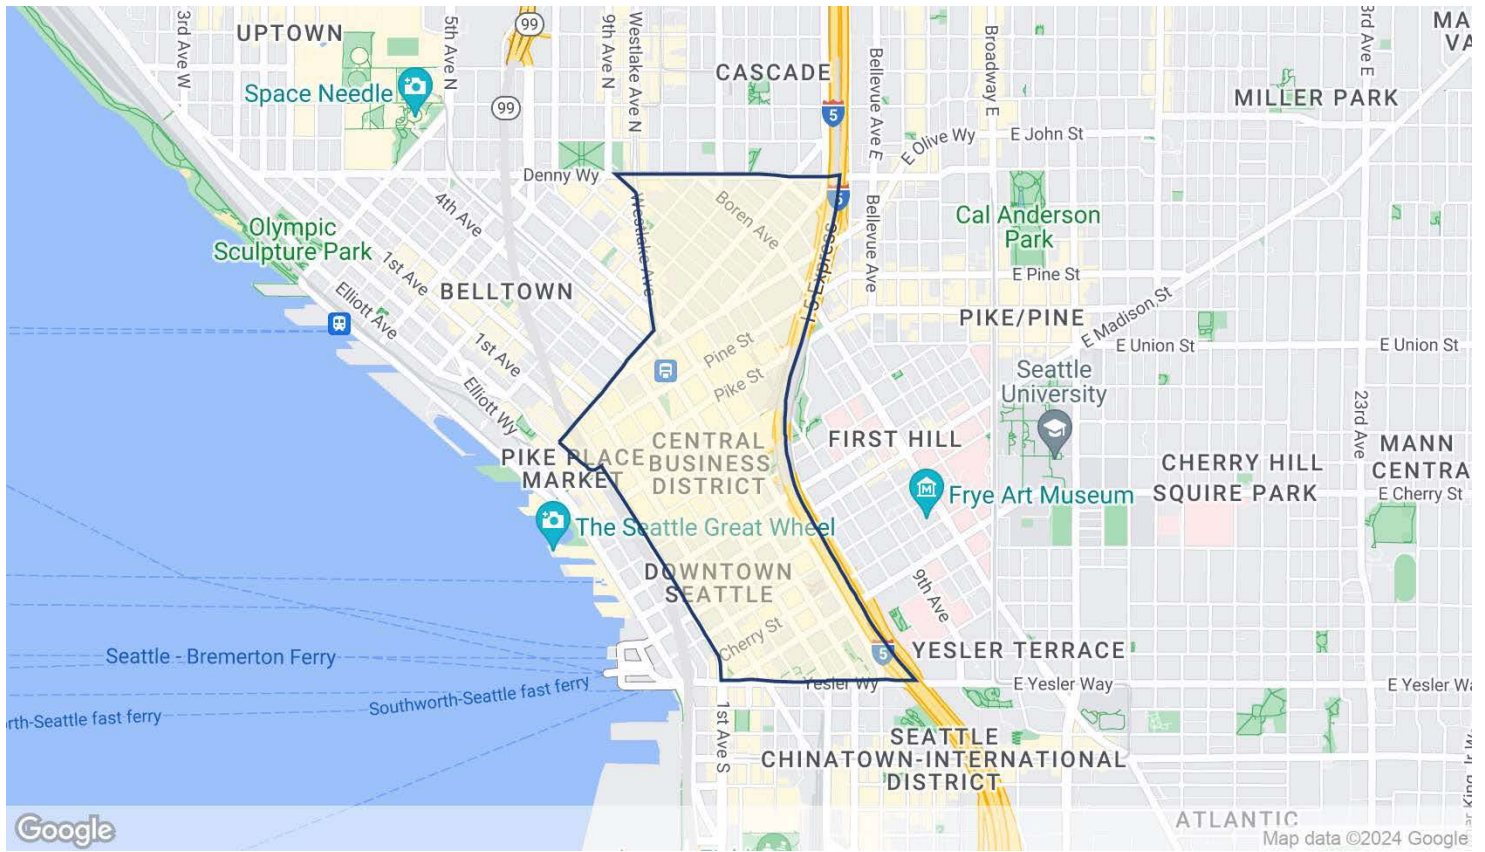 3rd Ave W
UPTOWN
5th Ave N
99
9th Ave N
Westlake Ave N
CASCADE
Bellevue Ave E
Broadway E
3rd Ave E
MA
VA
Space Needle
99
5
E Olive Wy
E John St
MILLER PARK
Denny Wy
4th Ave
Westlake Ave
Boren Ave
5
Bellevue Ave
Cal Anderson
Park
Olympic
Sculpture Park
1st Ave
Elliott Ave
BELLTOWN
I-5 Express
E Pine St
PIKE/PINE
E Madison St
1st Ave
Pine St
Pike St
E Union St
E Union St
Elliott Wy
Seattle
University
23rd Ave
PIKE PLACE
MARKET
CENTRAL
BUSINESS
DISTRICT
FIRST HILL
CHERRY HILL
SQUIRE PARK
MANN
CENTRA
Frye Art Museum
E Cherry St
The Seattle Great Wheel
DOWNTOWN
SEATTLE
9th Ave
Cherry St
5
YESLER TERRACE
Seattle - Bremerton Ferry
Yesler Wy
E Yesler Way
E Yesler Wa
Southworth-Seattle fast ferry
rth-Seattle fast ferry
1st Ave S
SEATTLE
CHINATOWN-INTERNATIONAL
DISTRICT
er King, Jr W
ATLANTIC
Google
Map data ©2024 Google